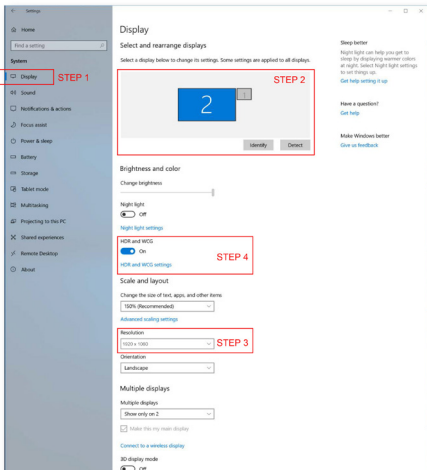 Settings
Home
Find a setting
System
Display
STEP 1
Sound
Notifications & actions
Focus assist
Power & sleep
Battery
Storage
Tablet mode
Multitasking
Projecting to this PC
Shared experiences
Remote Desktop
About
Display
Select and rearrange displays
Select a display below to change its settings. Some settings are applied to all displays.
STEP 2
2
1
Identify
Detect
Brightness and color
Change brightness
Night light
Off
Night light settings
HDR and WCG
On
STEP 4
HDR and WCG settings
Scale and layout
Change the size of text, apps, and other items
150% (Recommended)
Advanced scaling settings
Resolution
1920 x 1080
STEP 3
Orientation
Landscape
Multiple displays
Multiple displays
Show only on 2
Make this my main display
Connect to a wireless display
3D display mode
Off
Sleep better
Night light can help you get to
sleep by displaying warmer colors
at night. Select Night light settings
to set things up.
Get help setting it up
Have a question?
Get help
Make Windows better
Give us feedback